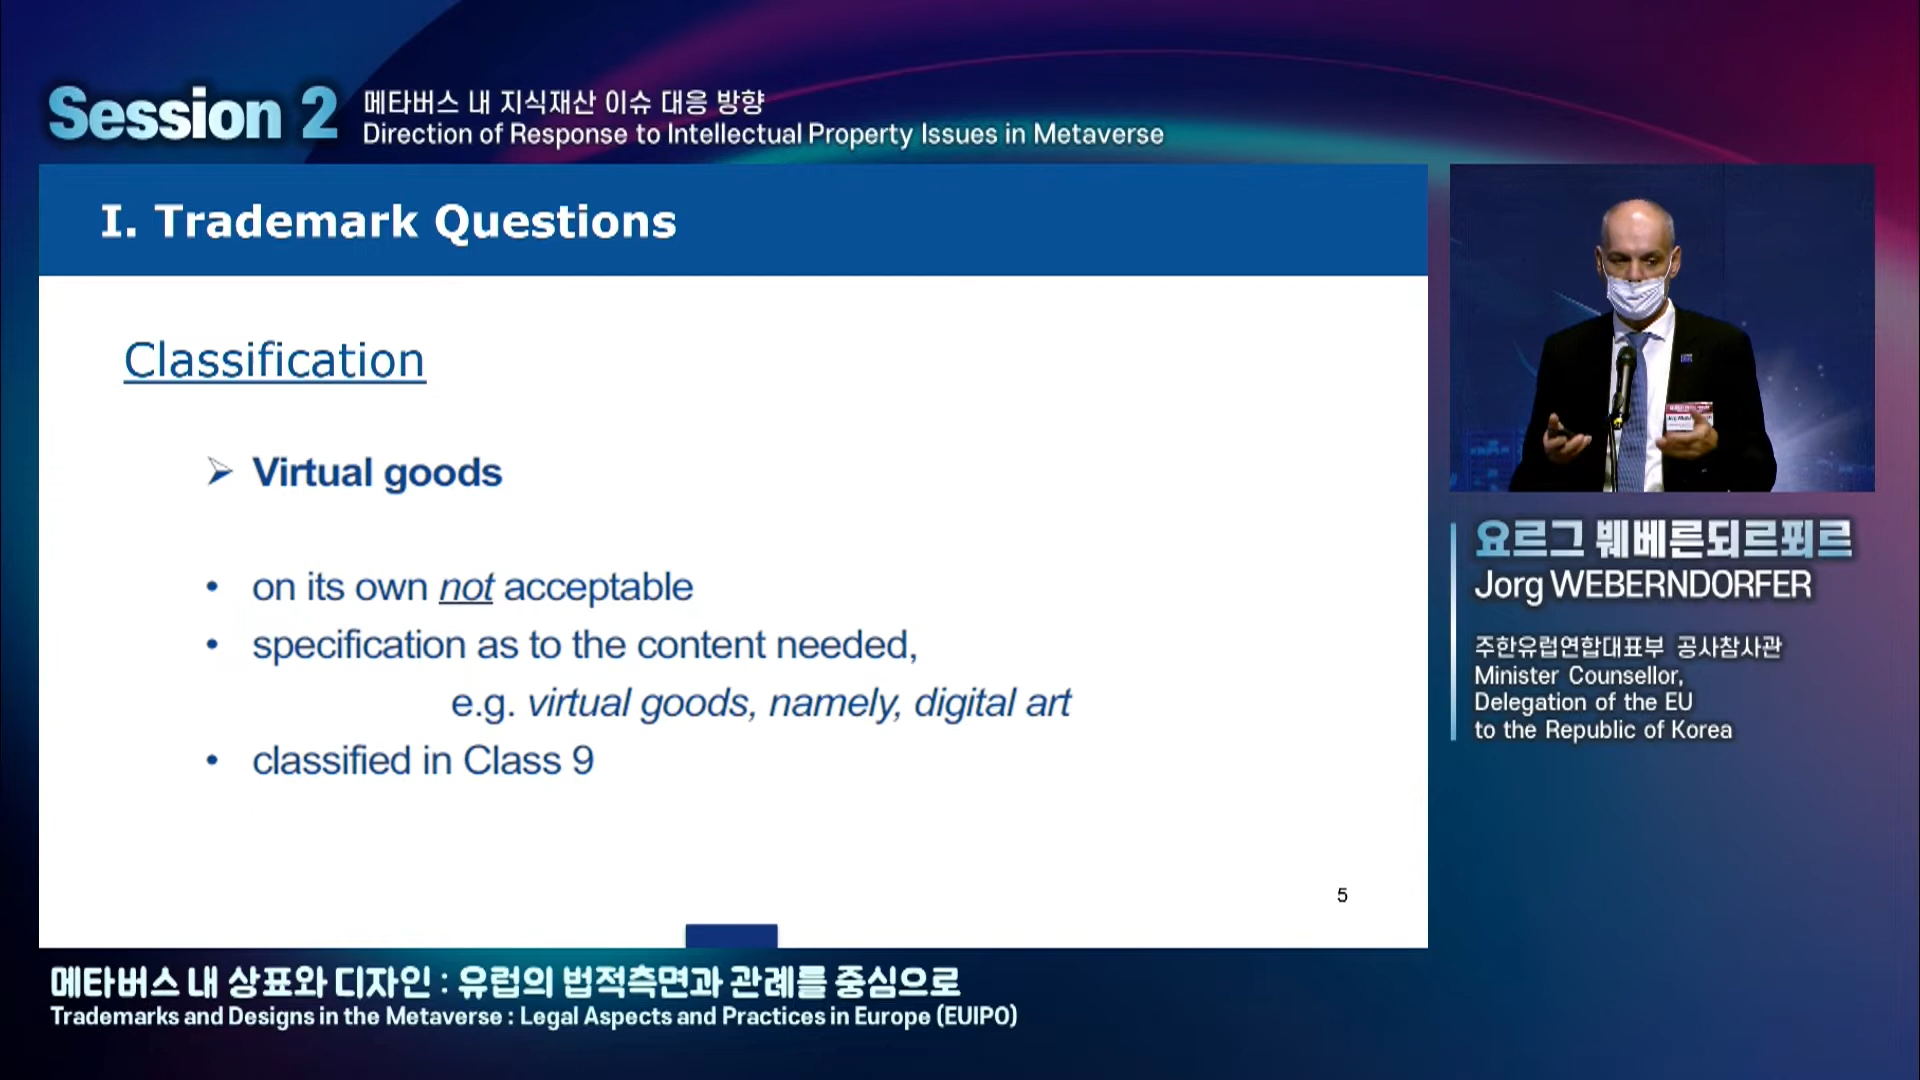 Session 2
메타버스 내 지식재산 이슈 대응 방향
Direction of Response to Intellectual Property Issues in Metaverse
I. Trademark Questions
Classification
➢ Virtual goods
• on its own not acceptable
• specification as to the content needed,
e.g. virtual goods, namely, digital art
• classified in Class 9
5
요르그 붸베른되르푀르
Jorg WEBERNDORFER
주한유럽연합대표부 공사참사관
Minister Counsellor,
Delegation of the EU
to the Republic of Korea
메타버스 내 상표와 디자인 : 유럽의 법적측면과 관례를 중심으로
Trademarks and Designs in the Metaverse : Legal Aspects and Practices in Europe (EUIPO)